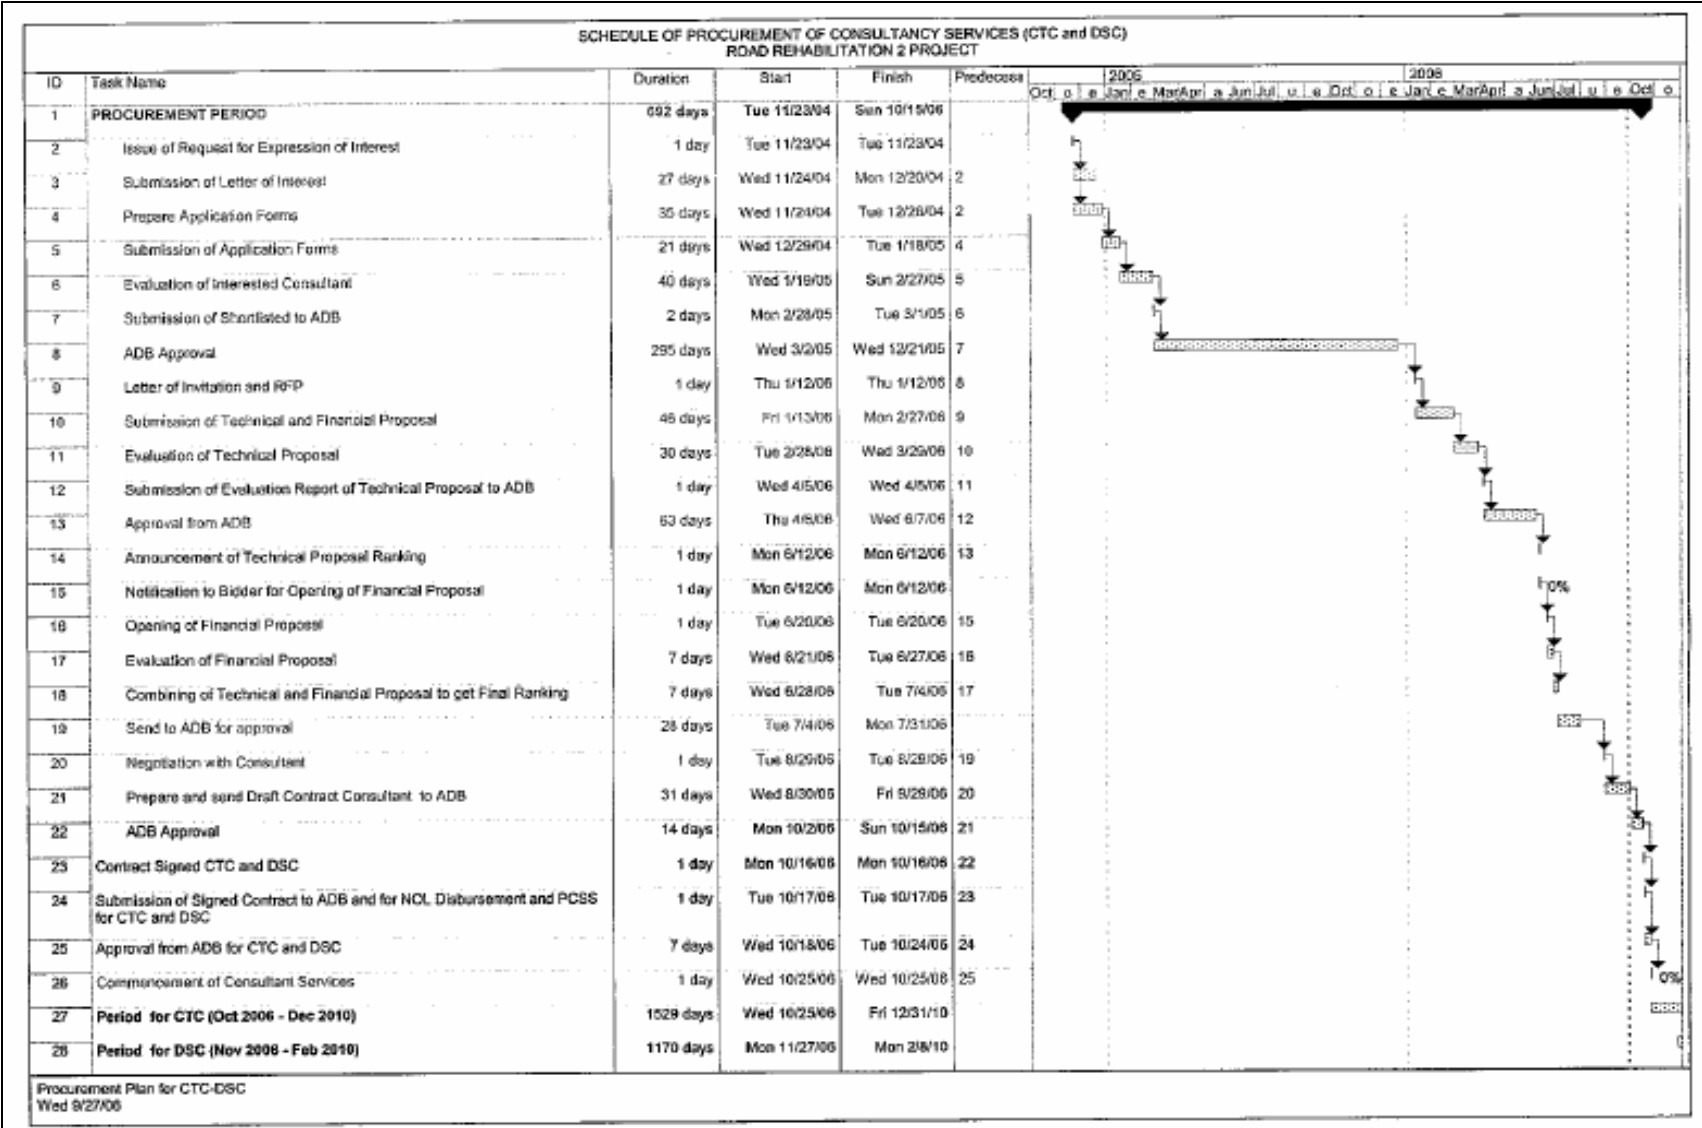 SCHEDULE OF PROCUREMENT OF CONSULTANCY SERVICES (CTC and DSC)
ROAD REHABILITATION 2 PROJECT
ID Task Name Duration Start Finish Predecess 2005 2006
Oct o e Jan e Mar Apr a Jun Jul u e Oct o e Jan e Mar Apr a Jun Jul u e Oct o
1 PROCUREMENT PERIOD 692 days Tue 11/23/04 Sun 10/15/06
2 Issue of Request for Expression of Interest 1 day Tue 11/23/04 Tue 11/23/04
3 Submission of Letter of Interest 27 days Wed 11/24/04 Mon 12/20/04 2
4 Prepare Application Forms 35 days Wed 11/24/04 Tue 12/28/04 2
5 Submission of Application Forms 21 days Wed 12/29/04 Tue 1/18/05 4
6 Evaluation of Interested Consultant 40 days Wed 1/19/05 Sun 2/27/05 5
7 Submission of Shortlisted to ADB 2 days Mon 2/28/05 Tue 3/1/05 6
8 ADB Approval 295 days Wed 3/2/05 Wed 12/21/05 7
9 Letter of Invitation and RFP 1 day Thu 1/12/06 Thu 1/12/06 8
10 Submission of Technical and Financial Proposal 46 days Fri 1/13/06 Mon 2/27/06 9
11 Evaluation of Technical Proposal 30 days Tue 2/28/06 Wed 3/29/06 10
12 Submission of Evaluation Report of Technical Proposal to ADB 1 day Wed 4/5/06 Wed 4/5/06 11
13 Approval from ADB 63 days Thu 4/6/06 Wed 6/7/06 12
14 Announcement of Technical Proposal Ranking 1 day Mon 6/12/06 Mon 6/12/06 13
15 Notification to Bidder for Opening of Financial Proposal 1 day Mon 6/12/06 Mon 6/12/06 0%
16 Opening of Financial Proposal 1 day Tue 6/20/06 Tue 6/20/06 15
17 Evaluation of Financial Proposal 7 days Wed 6/21/06 Tue 6/27/06 16
18 Combining of Technical and Financial Proposal to get Final Ranking 7 days Wed 6/28/06 Tue 7/4/06 17
19 Send to ADB for approval 28 days Tue 7/4/06 Mon 7/31/06
20 Negotiation with Consultant 1 day Tue 8/29/06 Tue 8/29/06 19
21 Prepare and send Draft Contract Consultant to ADB 31 days Wed 8/30/06 Fri 9/29/06 20
22 ADB Approval 14 days Mon 10/2/06 Sun 10/15/06 21
23 Contract Signed CTC and DSC 1 day Mon 10/16/06 Mon 10/16/06 22
24 Submission of Signed Contract to ADB and for NOL Disbursement and PCSS 1 day Tue 10/17/06 Tue 10/17/06 23
for CTC and DSC
25 Approval from ADB for CTC and DSC 7 days Wed 10/18/06 Tue 10/24/06 24
26 Commencement of Consultant Services 1 day Wed 10/25/06 Wed 10/25/06 25 0%
27 Period for CTC (Oct 2006 - Dec 2010) 1529 days Wed 10/25/06 Fri 12/31/10
28 Period for DSC (Nov 2006 - Feb 2010) 1170 days Mon 11/27/06 Mon 2/8/10
Procurement Plan for CTC-DSC
Wed 9/27/06